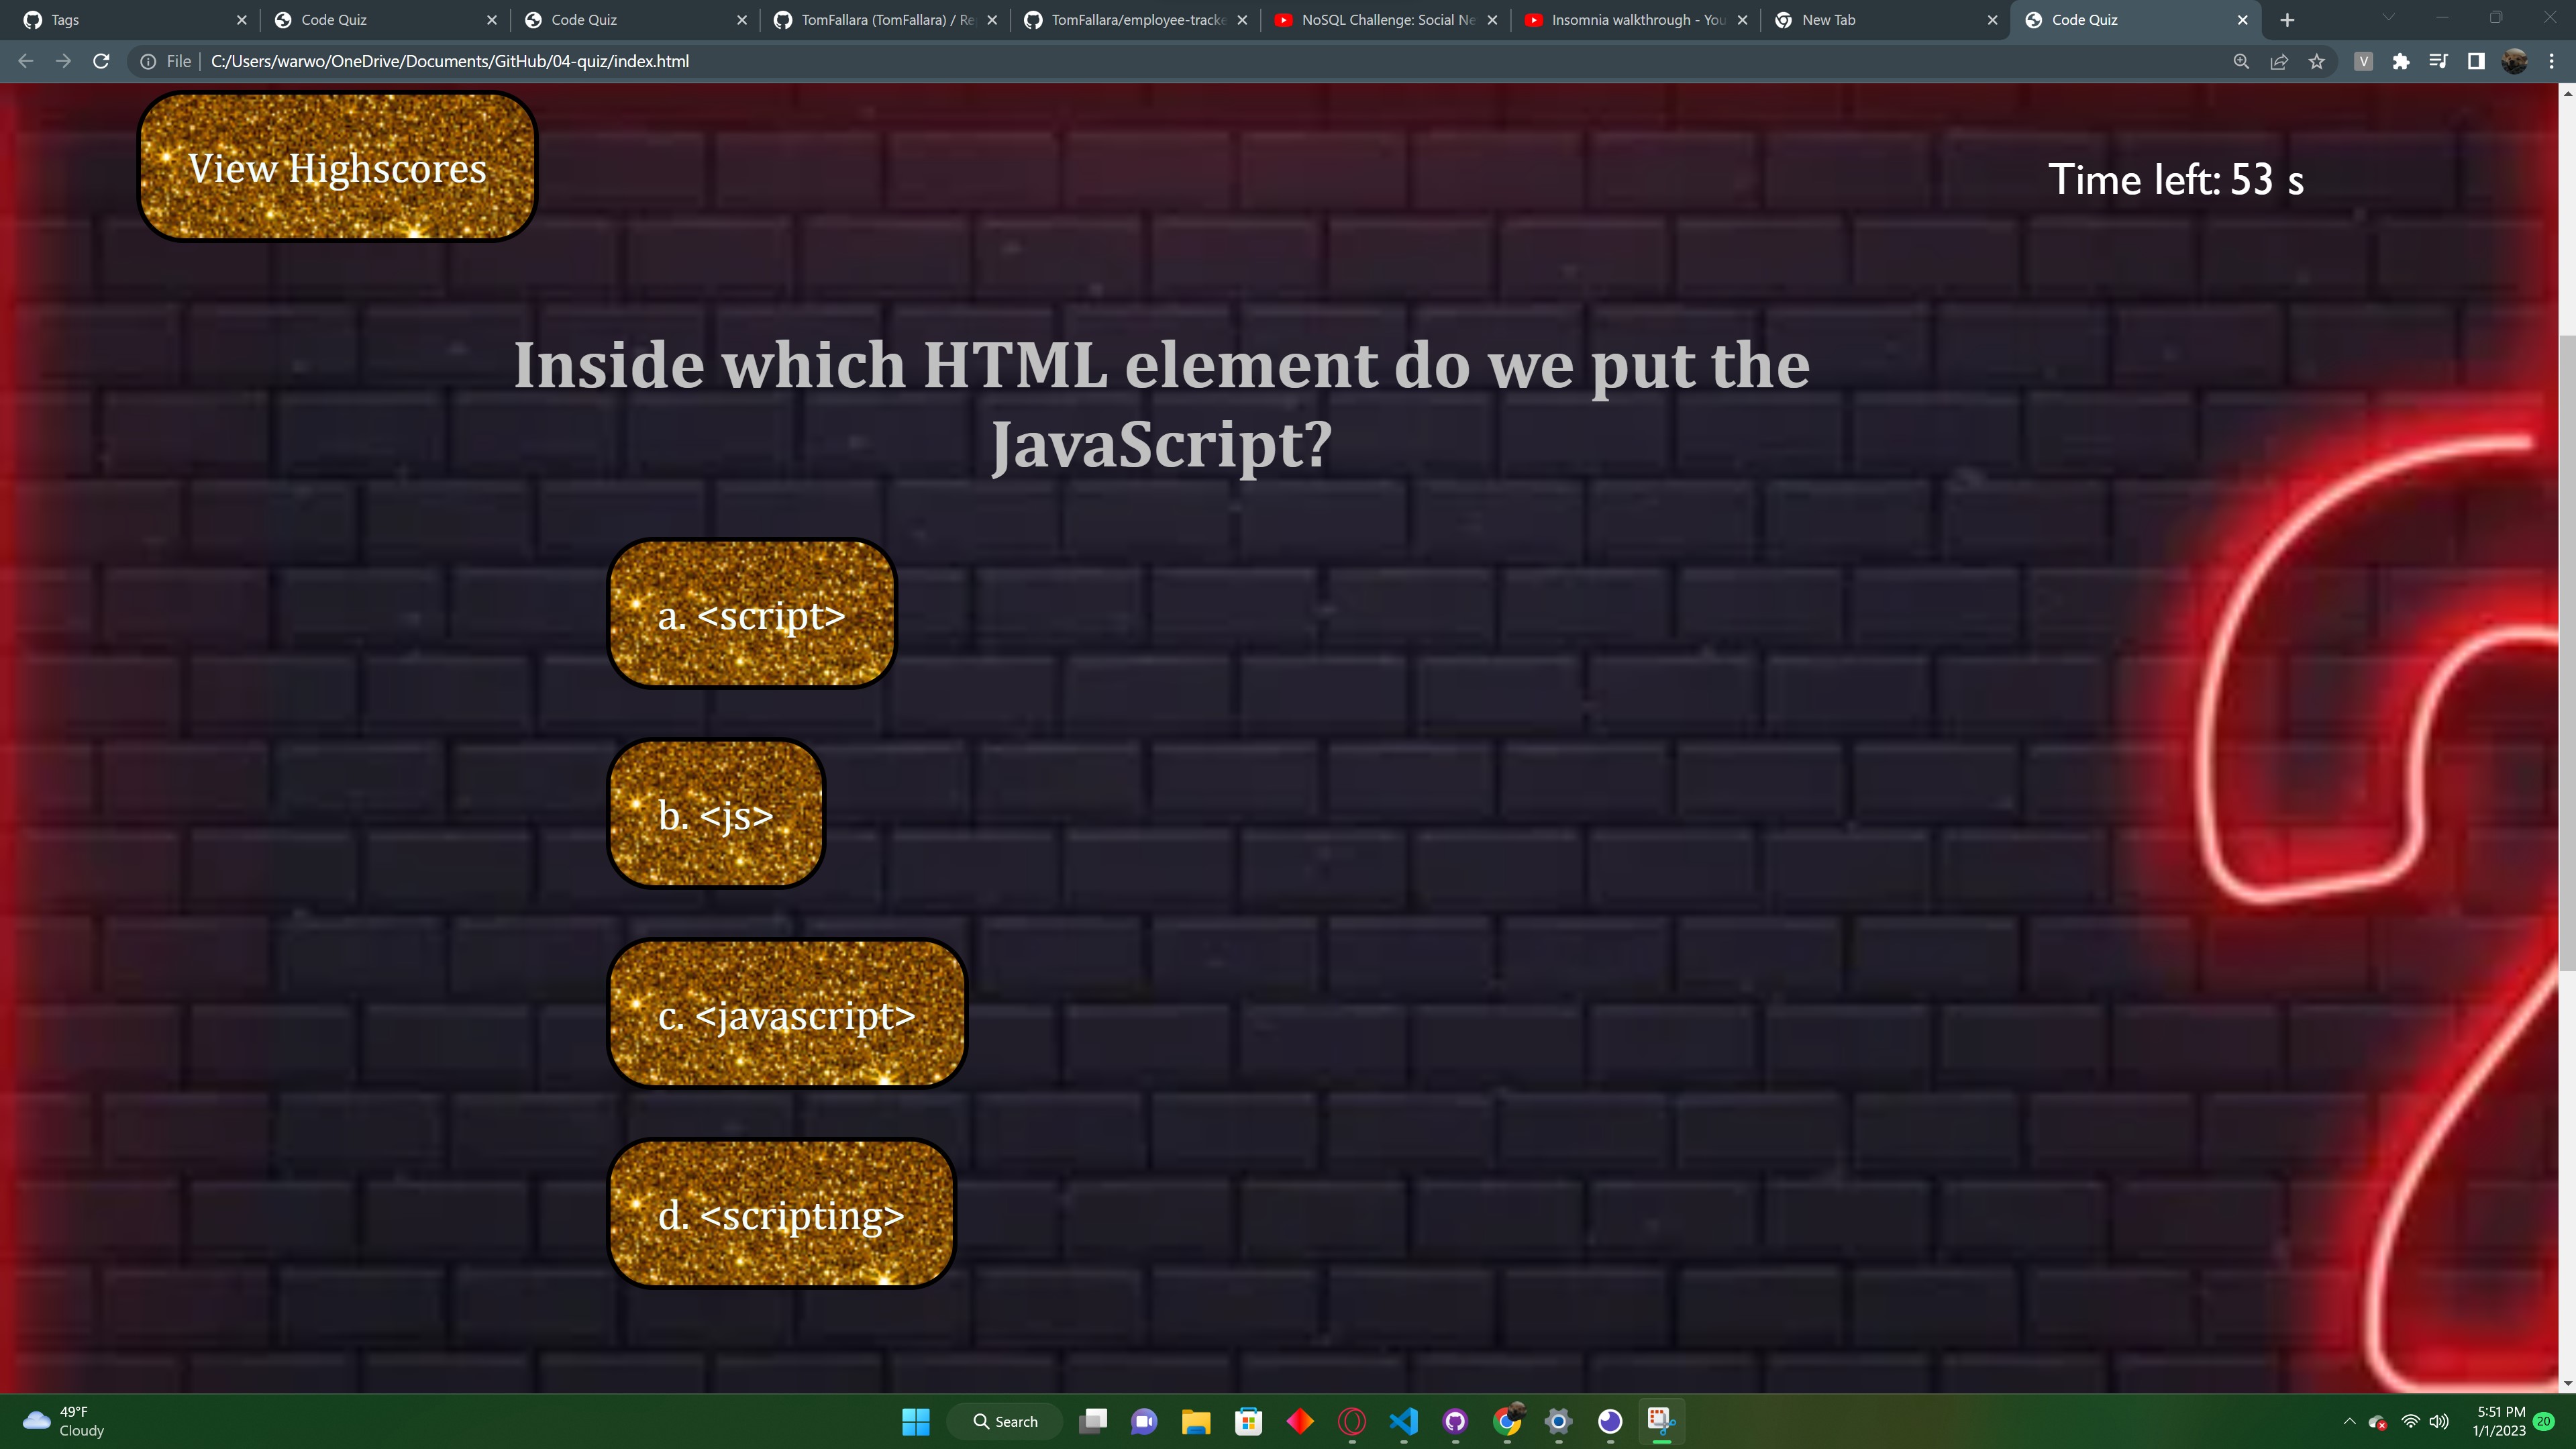 Tags
Code Quiz
Code Quiz
TomFallara (TomFallara) / Re
TomFallara/employee-tracke
NoSQL Challenge: Social Ne
Insomnia walkthrough - You
New Tab
Code Quiz
File
C:/Users/warwo/OneDrive/Documents/GitHub/04-quiz/index.html
V
View Highscores
Time left: 53 s
Inside which HTML element do we put the
JavaScript?
a. <script>
b. <js>
c. <javascript>
d. <scripting>
49°F
Cloudy
Search
5:51 PM
1/1/2023
20